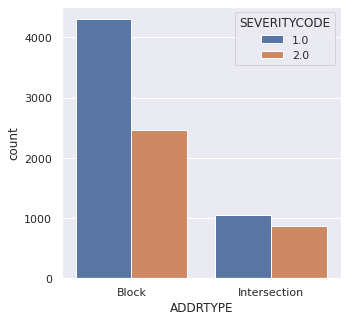 SEVERITYCODE
1.0
2.0
4000
3000
2000
1000
0
count
Block
Intersection
ADDRTYPE